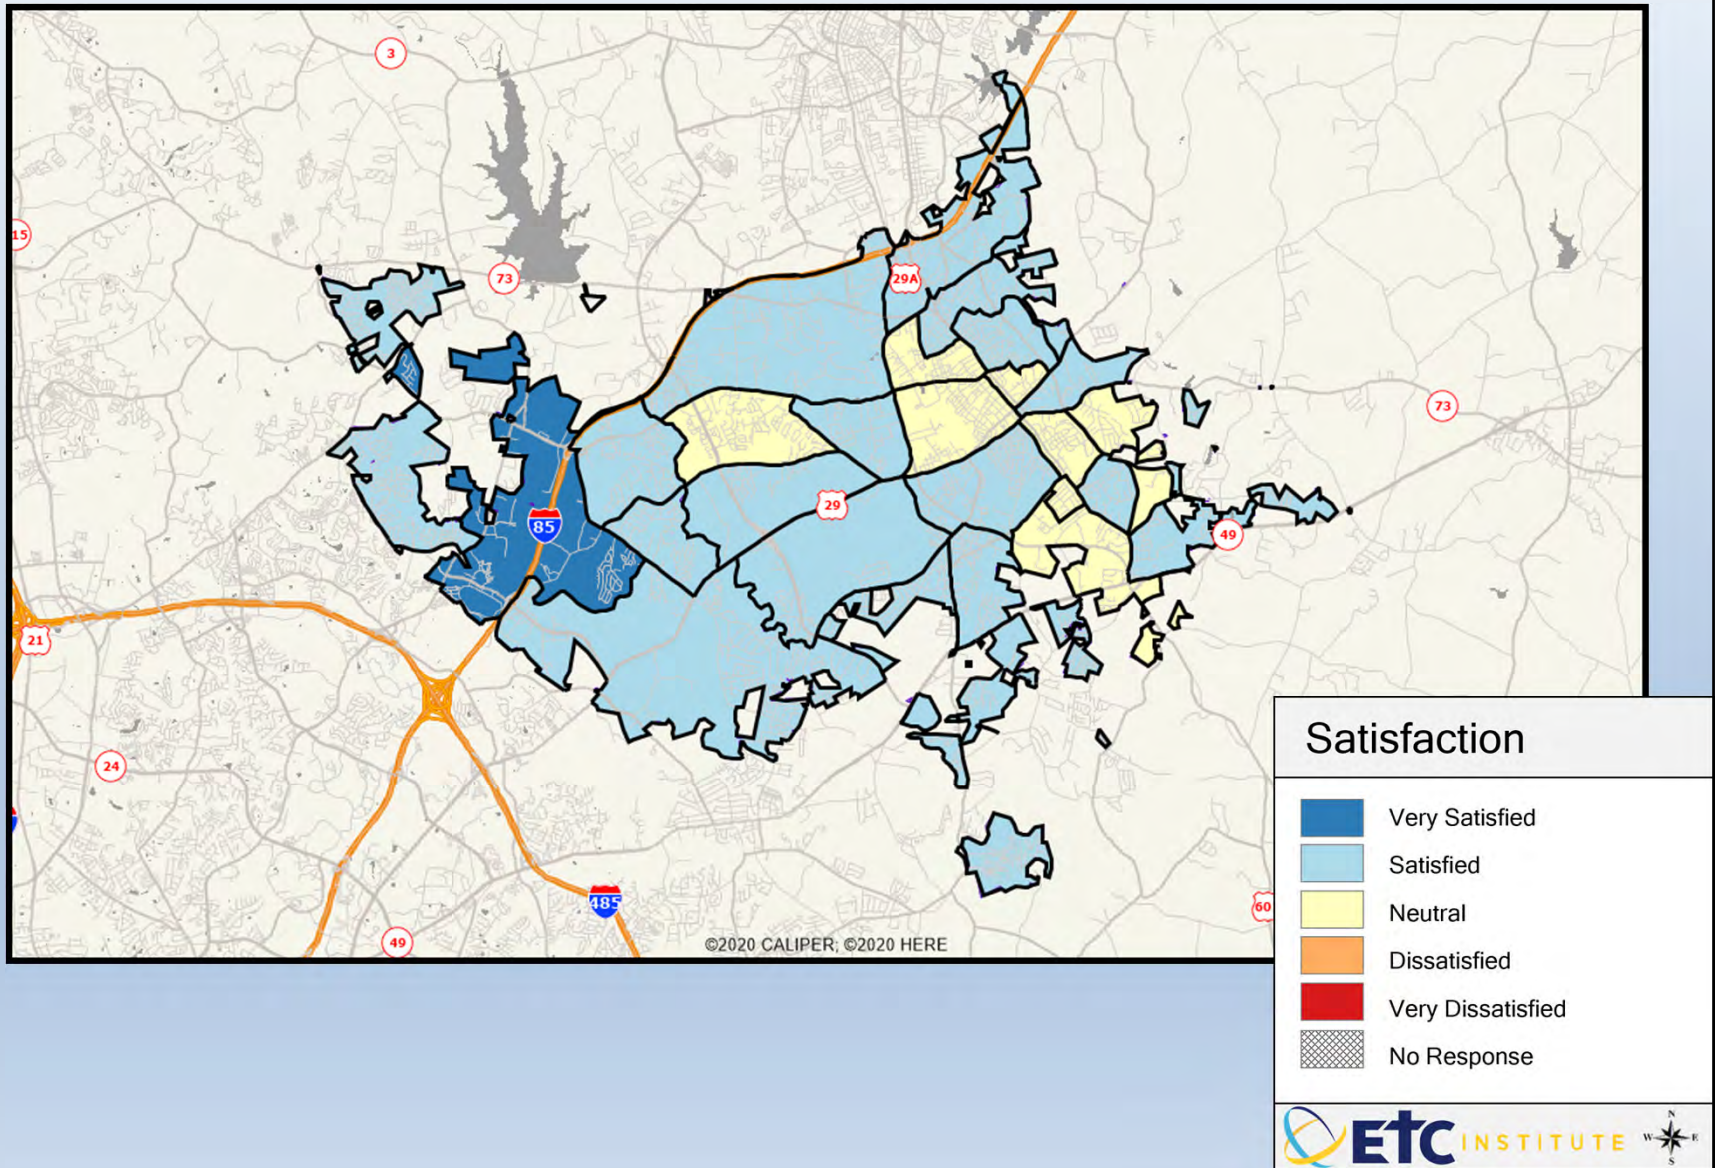 3
15
73
29A
73
29
85
49
21
24
485
60
49
©2020 CALIPER; ©2020 HERE
Satisfaction
Very Satisfied
Satisfied
Neutral
Dissatisfied
Very Dissatisfied
No Response
ETC INSTITUTE
N
W E
S